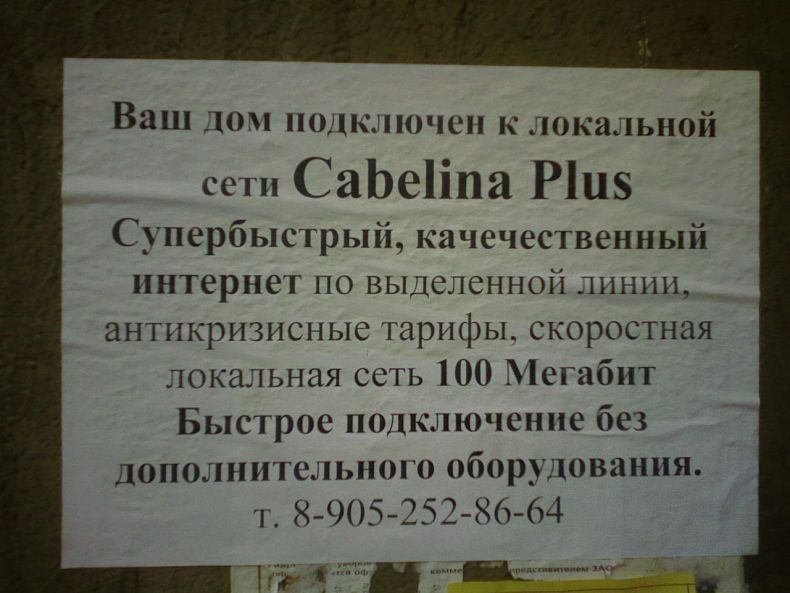 Ваш дом подключен к локальной
сети Cabelina Plus
Супербыстрый, качечественный
интернет по выделенной линии,
антикризисные тарифы, скоростная
локальная сеть 100 Мегабит
Быстрое подключение без
дополнительного оборудования.
т. 8-905-252-86-64